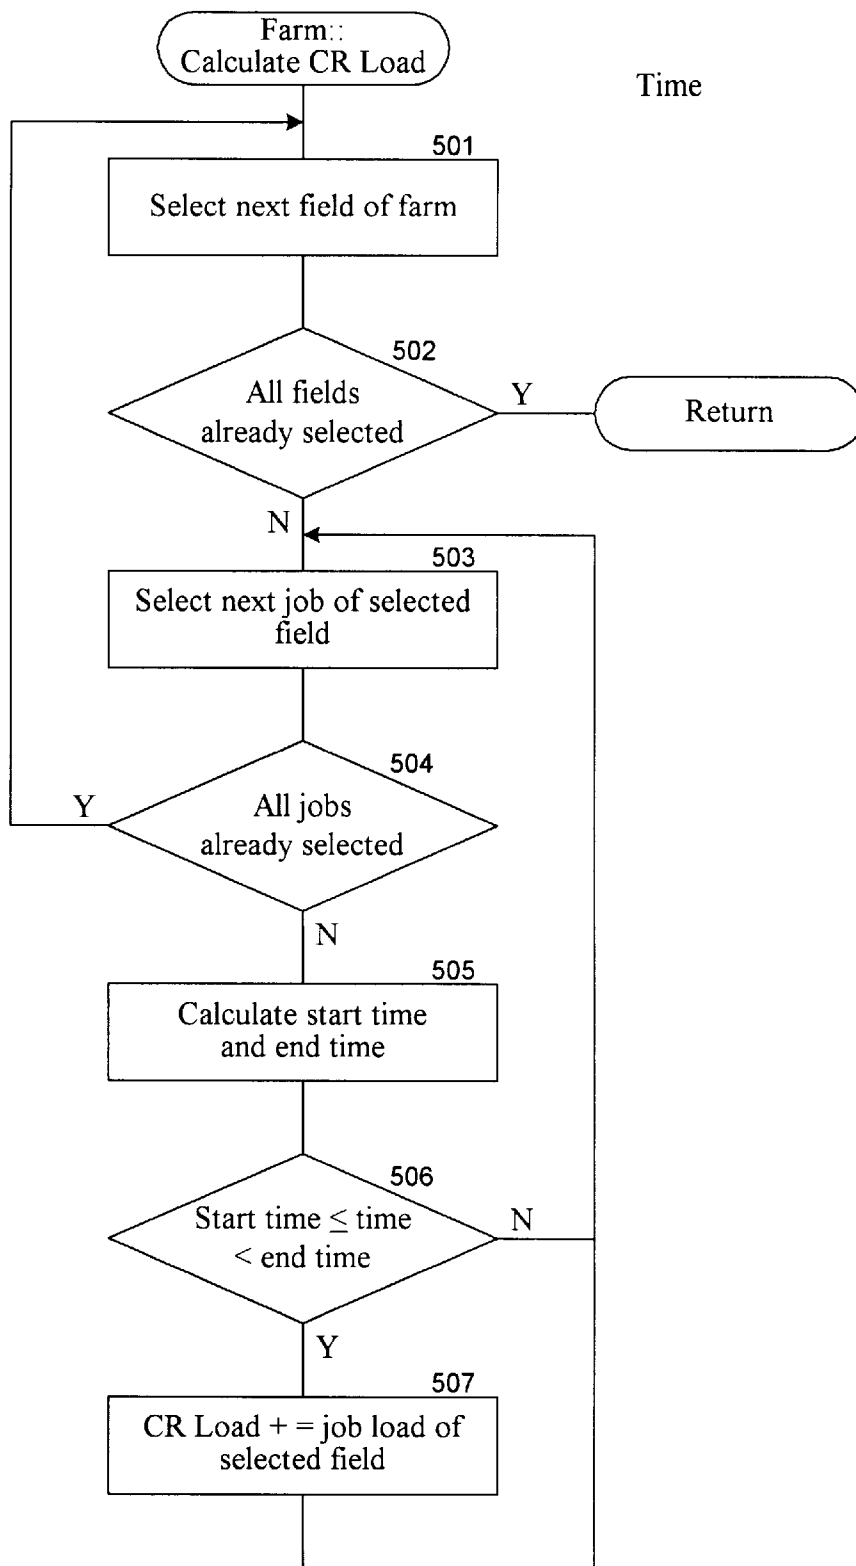 Farm::
Calculate CR Load
Time
501
Select next field of farm
502
All fields
already selected
Y
Return
N
503
Select next job of selected
field
504
All jobs
already selected
Y
N
505
Calculate start time
and end time
506
Start time ≤ time
< end time
N
Y
507
CR Load + = job load of
selected field